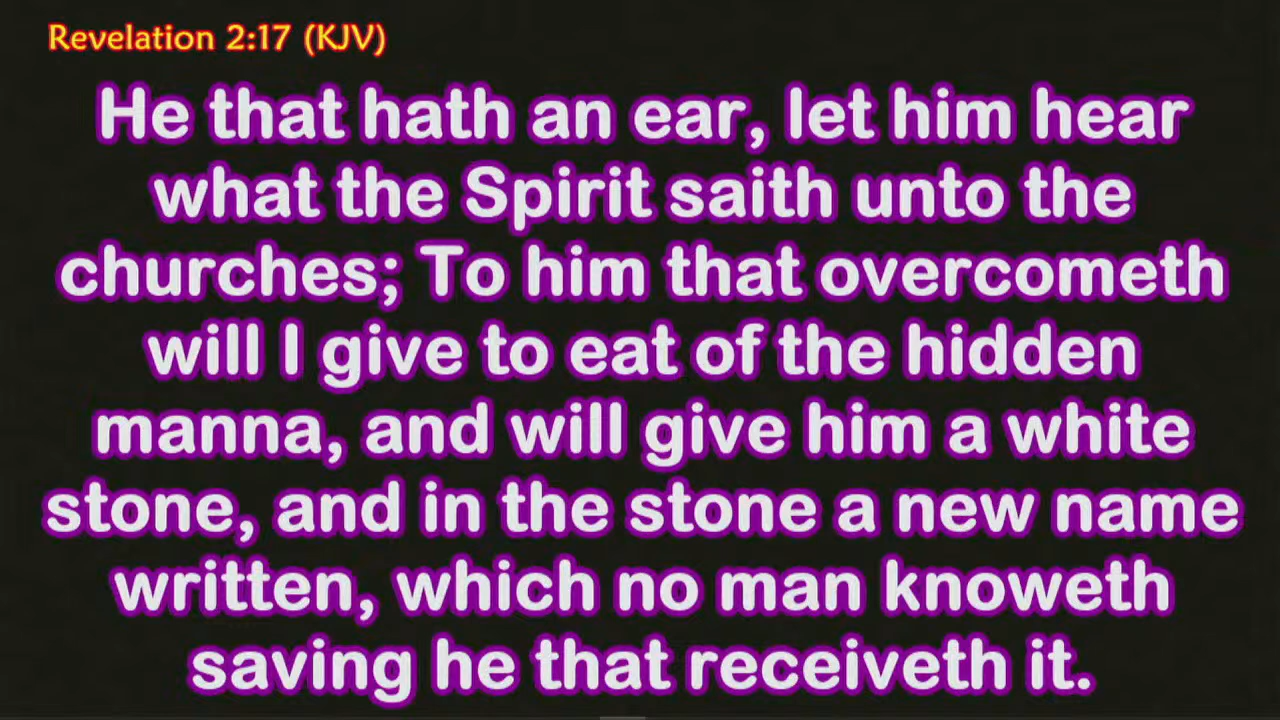 Revelation 2:17 (KJV)
He that hath an ear, let him hear
what the Spirit saith unto the
churches; To him that overcometh
will I give to eat of the hidden
manna, and will give him a white
stone, and in the stone a new name
written, which no man knoweth
saving he that receiveth it.